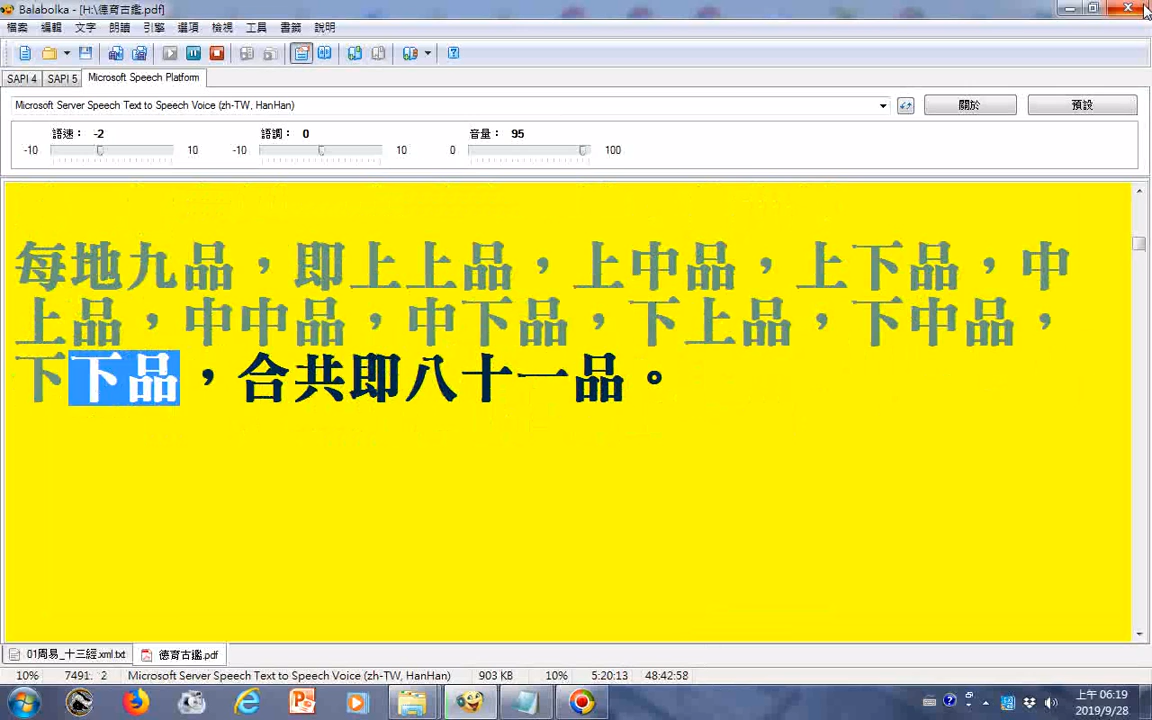 Balabolka - [H:\德育古鑑.pdf]
檔案 編輯 文字 朗讀 引擎 選項 檢視 工具 書籤 說明
SAPI 4 SAPI 5 Microsoft Speech Platform
Microsoft Server Speech Text to Speech Voice (zh-TW, HanHan) 關於 預設
語速： -2 語調： 0 音量： 95
-10 10 -10 10 0 100
每地九品，即上上品，上中品，上下品，中
上品，中中品，中下品，下上品，下中品，
下下品，合共即八十一品。
01周易_十三經.xml.txt 德育古鑑.pdf
10% 7491: 2 Microsoft Server Speech Text to Speech Voice (zh-TW, HanHan) 903 KB 10% 5:20:13 48:42:58
上午 06:19
2019/9/28